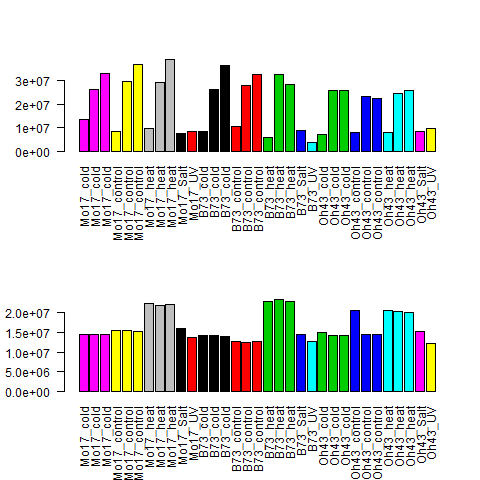 3e+07
2e+07
1e+07
0e+00
Mo17_cold
Mo17_cold
Mo17_cold
Mo17_control
Mo17_control
Mo17_control
Mo17_heat
Mo17_heat
Mo17_heat
Mo17_Salt
Mo17_UV
B73_cold
B73_cold
B73_cold
B73_control
B73_control
B73_control
B73_heat
B73_heat
B73_heat
B73_Salt
B73_UV
Oh43_cold
Oh43_cold
Oh43_cold
Oh43_control
Oh43_control
Oh43_control
Oh43_heat
Oh43_heat
Oh43_heat
Oh43_Salt
Oh43_UV
2.0e+07
1.5e+07
1.0e+07
5.0e+06
0.0e+00
Mo17_cold
Mo17_cold
Mo17_cold
Mo17_control
Mo17_control
Mo17_control
Mo17_heat
Mo17_heat
Mo17_heat
Mo17_Salt
Mo17_UV
B73_cold
B73_cold
B73_cold
B73_control
B73_control
B73_control
B73_heat
B73_heat
B73_heat
B73_Salt
B73_UV
Oh43_cold
Oh43_cold
Oh43_cold
Oh43_control
Oh43_control
Oh43_control
Oh43_heat
Oh43_heat
Oh43_heat
Oh43_Salt
Oh43_UV